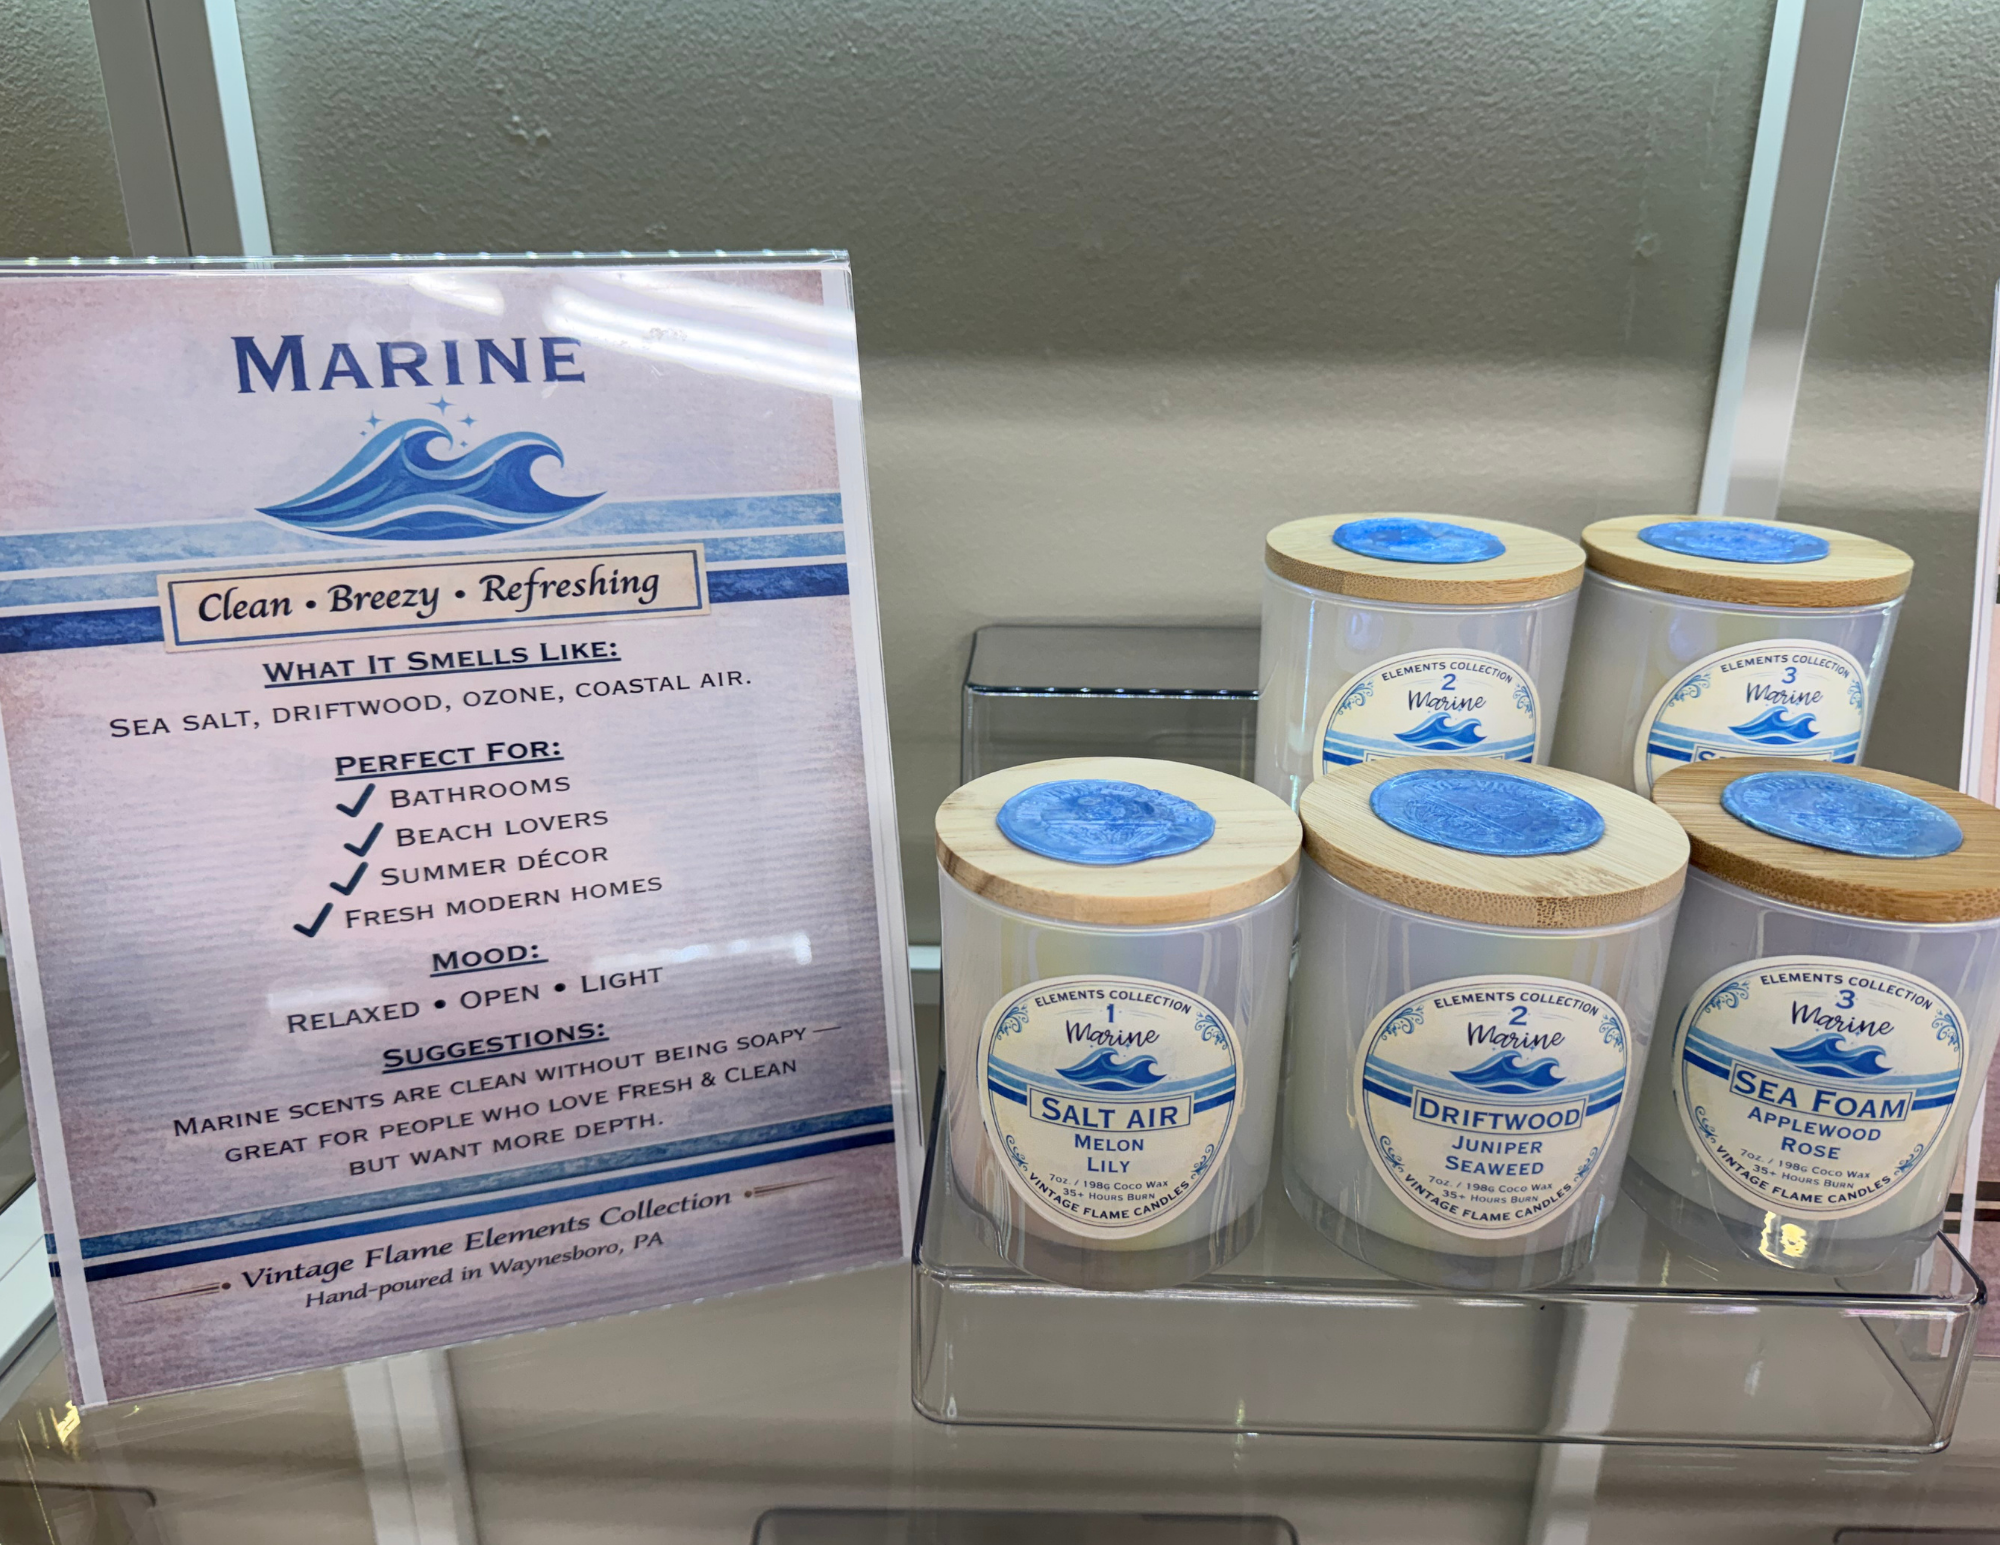 MARINE
Clean • Breezy • Refreshing
WHAT IT SMELLS LIKE:
SEA SALT, DRIFTWOOD, OZONE, COASTAL AIR.
PERFECT FOR:
✓ BATHROOMS
✓ BEACH LOVERS
✓ SUMMER DÉCOR
✓ FRESH MODERN HOMES
MOOD:
RELAXED • OPEN • LIGHT
SUGGESTIONS:
MARINE SCENTS ARE CLEAN WITHOUT BEING SOAPY —
GREAT FOR PEOPLE WHO LOVE FRESH & CLEAN
BUT WANT MORE DEPTH.
Vintage Flame Elements Collection
Hand-poured in Waynesboro, PA
ELEMENTS COLLECTION
2
Marine
ELEMENTS COLLECTION
3
Marine
ELEMENTS COLLECTION
1
Marine
SALT AIR
MELON
LILY
7OZ. / 198G COCO WAX
35+ HOURS BURN
VINTAGE FLAME CANDLES
ELEMENTS COLLECTION
2
Marine
DRIFTWOOD
JUNIPER
SEAWEED
7OZ. / 198G COCO WAX
35+ HOURS BURN
VINTAGE FLAME CANDLES
ELEMENTS COLLECTION
3
Marine
SEA FOAM
APPLEWOOD
ROSE
7OZ. / 198G COCO WAX
35+ HOURS BURN
VINTAGE FLAME CANDLES